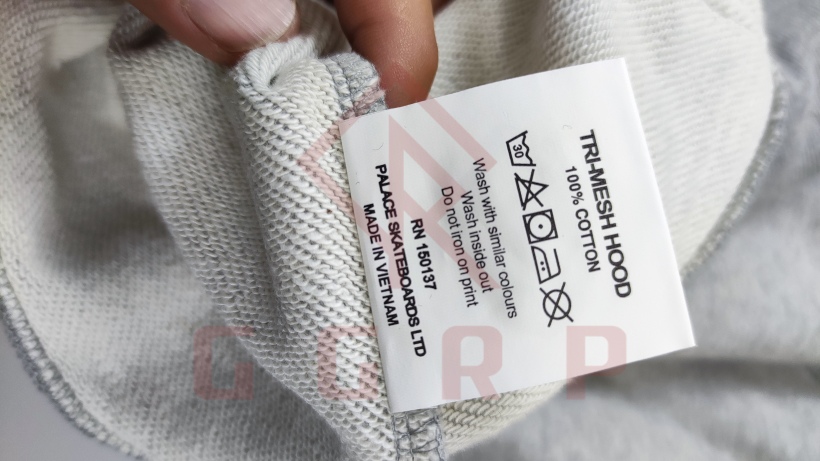 TRI-MESH HOOD
100% COTTON
30
Wash with similar colours
Wash inside out
Do not iron on print
RN 150137
PALACE SKATEBOARDS LTD
MADE IN VIETNAM
GGRP